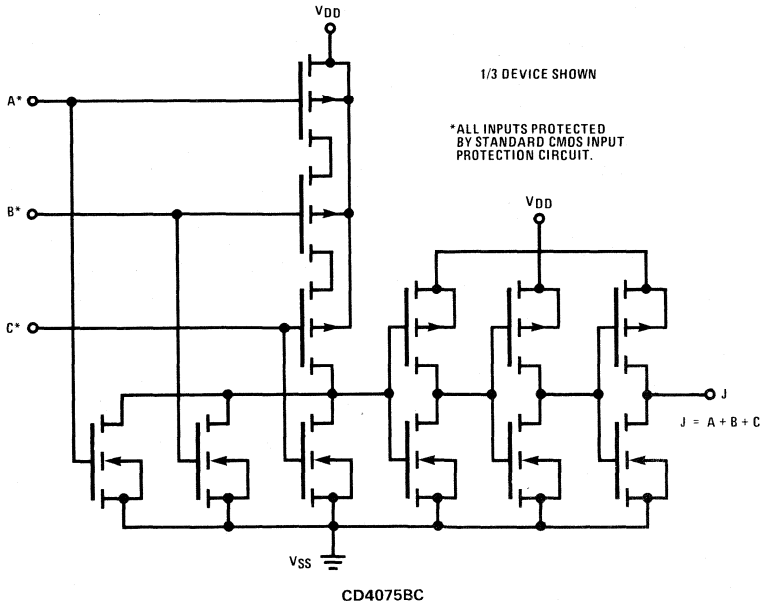 VDD
1/3 DEVICE SHOWN
A*
*ALL INPUTS PROTECTED
BY STANDARD CMOS INPUT
PROTECTION CIRCUIT.
B*
VDD
C*
J
J = A + B + C
VSS
CD4075BC